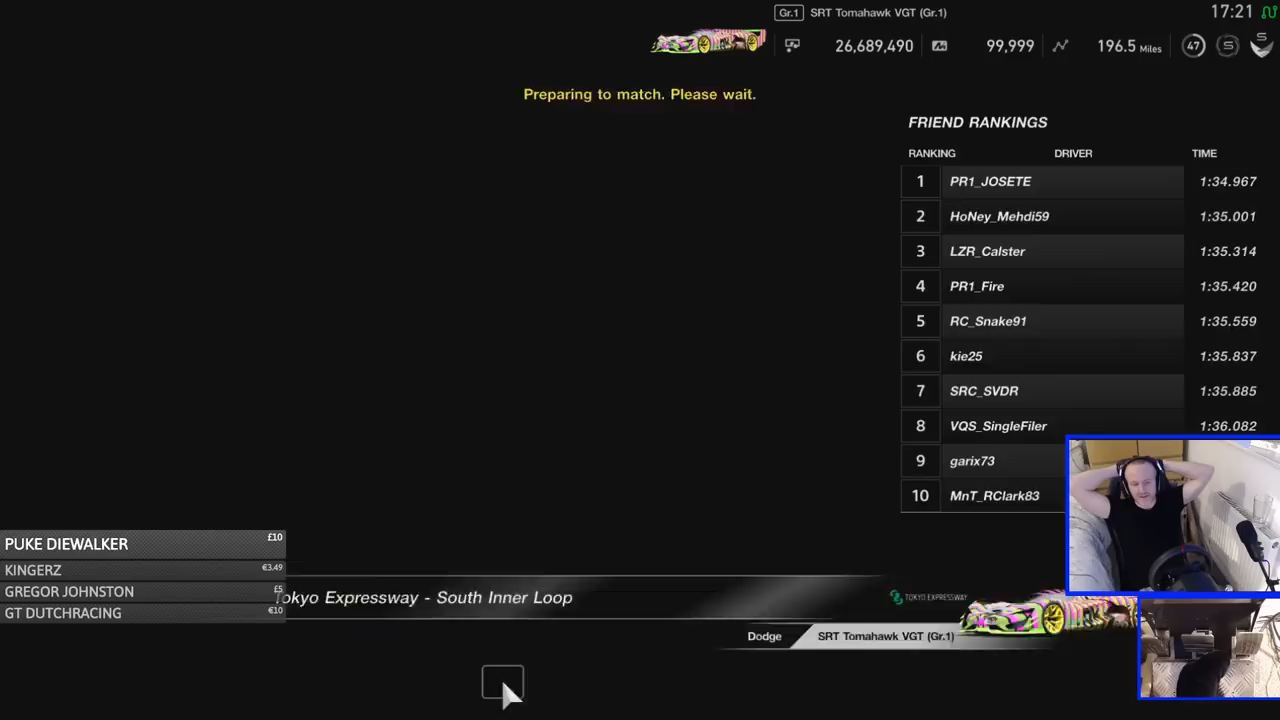 Gr.1 SRT Tomahawk VGT (Gr.1) 17:21
26,689,490 99,999 196.5 Miles 47 S S
Preparing to match. Please wait.
FRIEND RANKINGS
RANKING DRIVER TIME
1 PR1_JOSETE 1:34.967
2 HoNey_Mehdi59 1:35.001
3 LZR_Calster 1:35.314
4 PR1_Fire 1:35.420
5 RC_Snake91 1:35.559
6 kie25 1:35.837
7 SRC_SVDR 1:35.885
8 VQS_SingleFiler 1:36.082
9 garix73
10 MnT_RClark83
PUKE DIEWALKER £10
KINGERZ €3.49
GREGOR JOHNSTON £5
GT DUTCHRACING €10
Tokyo Expressway - South Inner Loop TOKYO EXPRESSWAY
Dodge SRT Tomahawk VGT (Gr.1)